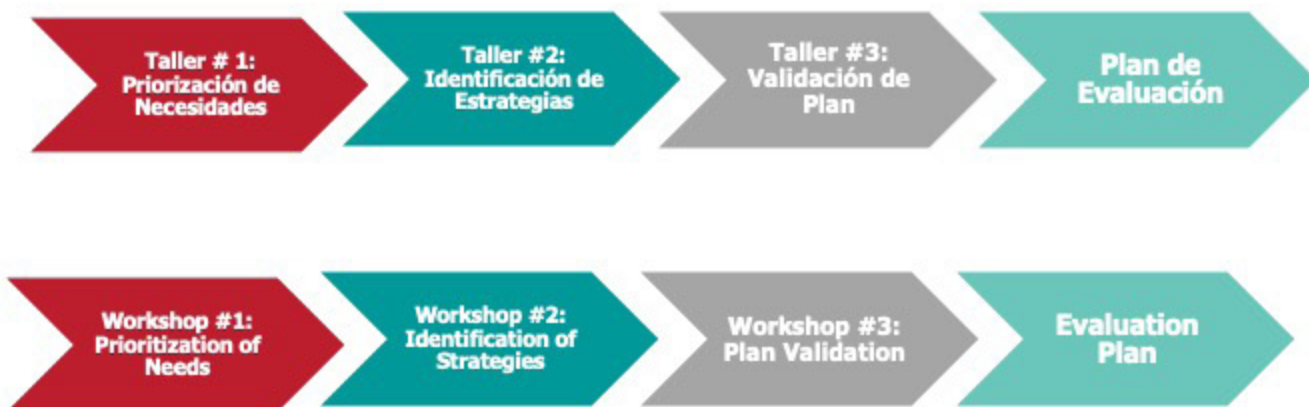 Taller # 1:
Priorización de
Necesidades
Taller #2:
Identificación de
Estrategias
Taller #3:
Validación de
Plan
Plan de
Evaluación
Workshop #1:
Prioritization of
Needs
Workshop #2:
Identification of
Strategies
Workshop #3:
Plan Validation
Evaluation
Plan